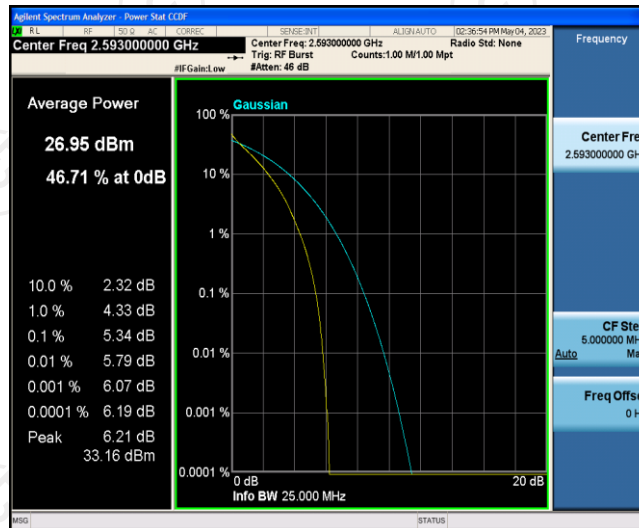 Agilent Spectrum Analyzer - Power Stat CCDF
RL RF 50 Ω AC CORREC SENSE:INT ALIGNAUTO 02:36:54 PM May 04, 2023
Center Freq 2.593000000 GHz
Center Freq: 2.593000000 GHz Radio Std: None
Trig: RF Burst Counts:1.00 M/1.00 Mpt
#IFGain:Low #Atten: 46 dB
Frequency
Average Power
26.95 dBm
46.71 % at 0dB
10.0 % 2.32 dB
1.0 % 4.33 dB
0.1 % 5.34 dB
0.01 % 5.79 dB
0.001 % 6.07 dB
0.0001 % 6.19 dB
Peak 6.21 dB
33.16 dBm
Gaussian
100 %
10 %
1 %
0.1 %
0.01 %
0.001 %
0.0001 %
0 dB 20 dB
Info BW 25.000 MHz
Center Fre
2.593000000 GH
CF Ste
5.000000 MH
Auto Ma
Freq Offse
0 H
MSG STATUS